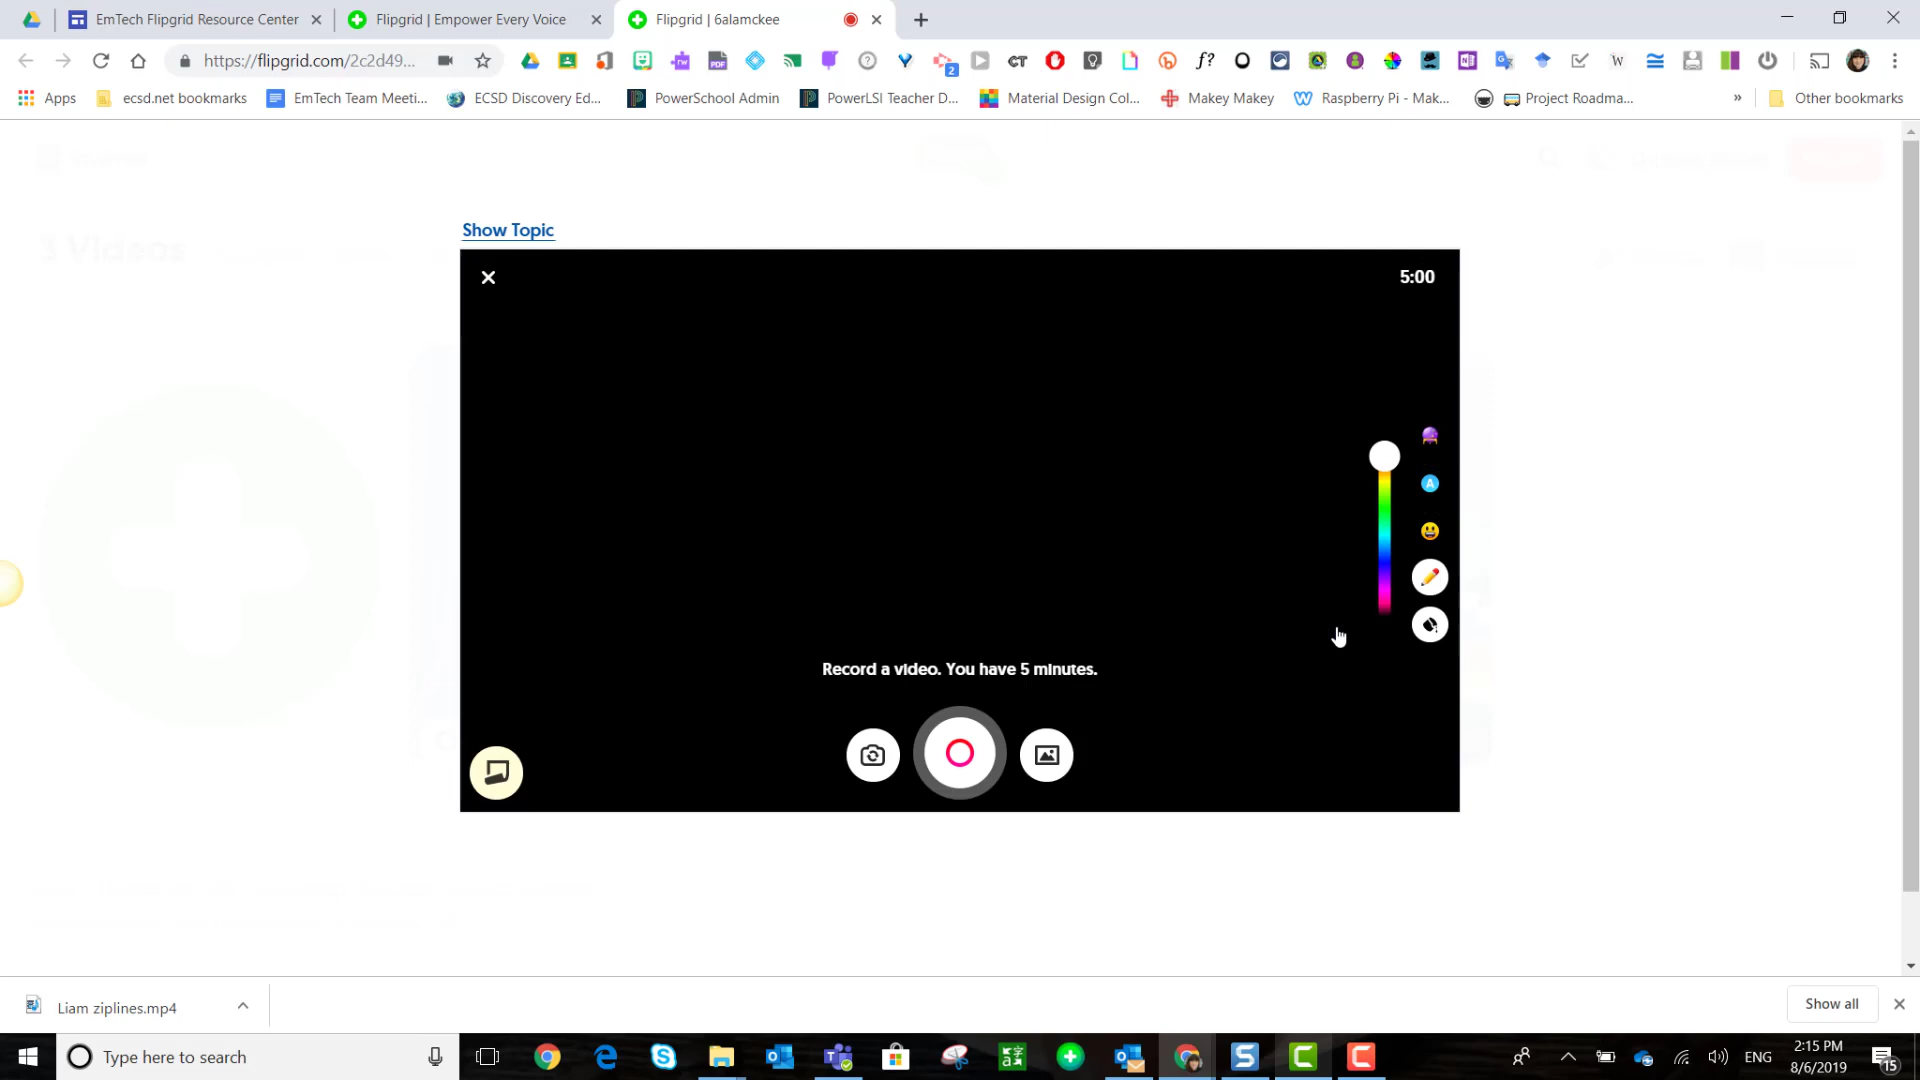 EmTech Flipgrid Resource Center
Flipgrid | Empower Every Voice
Flipgrid | 6alamckee
https://flipgrid.com/2c2d49...
Apps
ecsd.net bookmarks
EmTech Team Meeti...
ECSD Discovery Ed...
PowerSchool Admin
PowerLSI Teacher D...
Material Design Col...
Makey Makey
Raspberry Pi - Mak...
Project Roadma...
»
Other bookmarks
3 Videos
Show Topic
5:00
Record a video. You have 5 minutes.
Liam ziplines.mp4
Show all
Type here to search
ENG
2:15 PM
8/6/2019
15